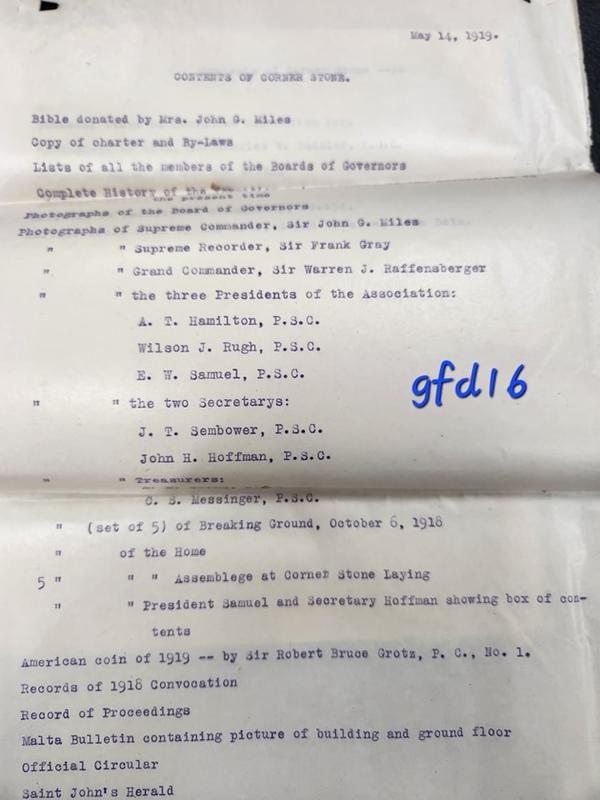 May 14, 1919.
CONTENTS OF CORNER STONE.
Bible donated by Mrs. John G. Miles
Copy of charter and By-Laws
Lists of all the members of the Boards of Governors
Complete History of the
the present time
Photographs of the Board of Governors
Photographs of Supreme Commander, Sir John G. Miles
" " Supreme Recorder, Sir Frank Gray
" " Grand Commander, Sir Warren J. Raffensberger
" " the three Presidents of the Association:
A. T. Hamilton, P.S.C.
Wilson J. Rugh, P.S.C.
E. W. Samuel, P.S.C.
gfd16
" " the two Secretarys:
J. T. Sembower, P.S.C.
John H. Hoffman, P.S.C.
" " Treasurers:
C. S. Messinger, P.S.C.
" (set of 5) of Breaking Ground, October 6, 1918
" of the Home
5 " " " Assemblege at Corner Stone Laying
" " President Samuel and Secretary Hoffman showing box of con-
tents
American coin of 1919 -- by Sir Robert Bruce Grotz, P. C., No. 1.
Records of 1918 Convocation
Record of Proceedings
Malta Bulletin containing picture of building and ground floor
Official Circular
Saint John's Herald